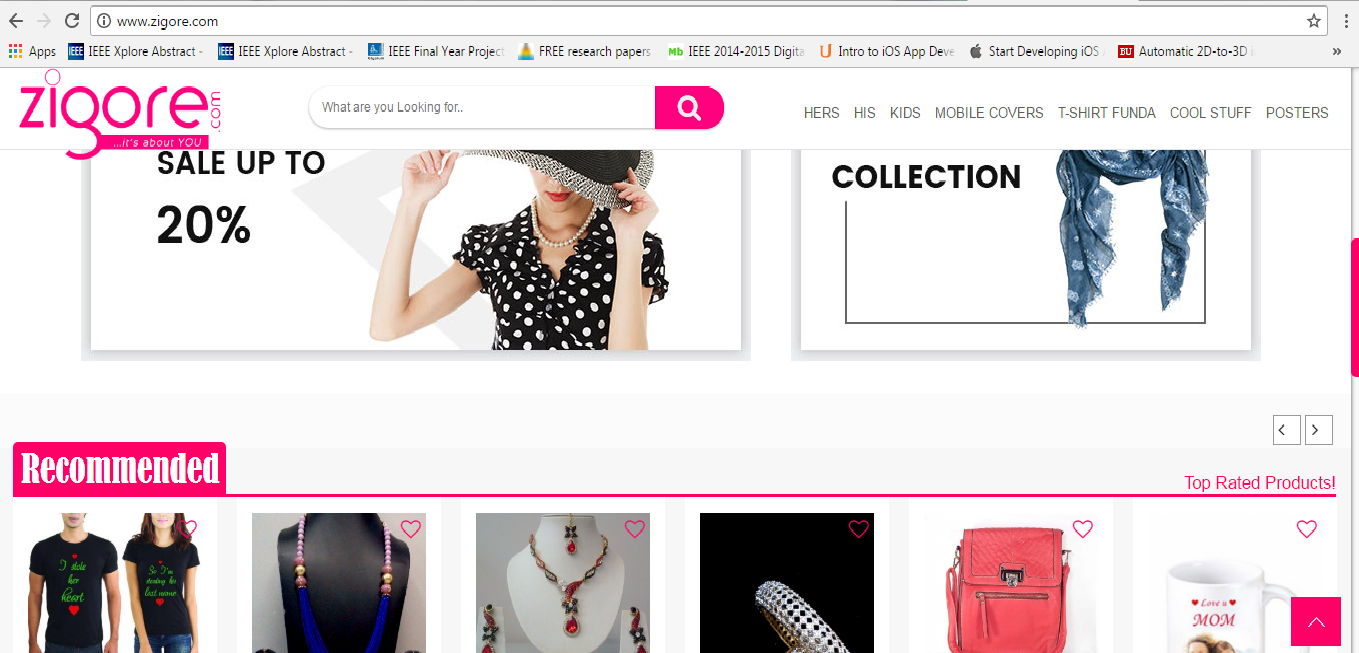 www.zigore.com
Apps
IEEE Xplore Abstract -
IEEE Xplore Abstract -
IEEE Final Year Project
FREE research papers
Mb IEEE 2014-2015 Digita
U Intro to iOS App Deve
Start Developing iOS
BU Automatic 2D-to-3D
zigore.com
...it's about YOU
What are you Looking for..
HERS HIS KIDS MOBILE COVERS T-SHIRT FUNDA COOL STUFF POSTERS
SALE UP TO
20%
COLLECTION
Recommended
Top Rated Products!
I stole
her
heart
So I'm
stealing his
last name
Love u
MOM